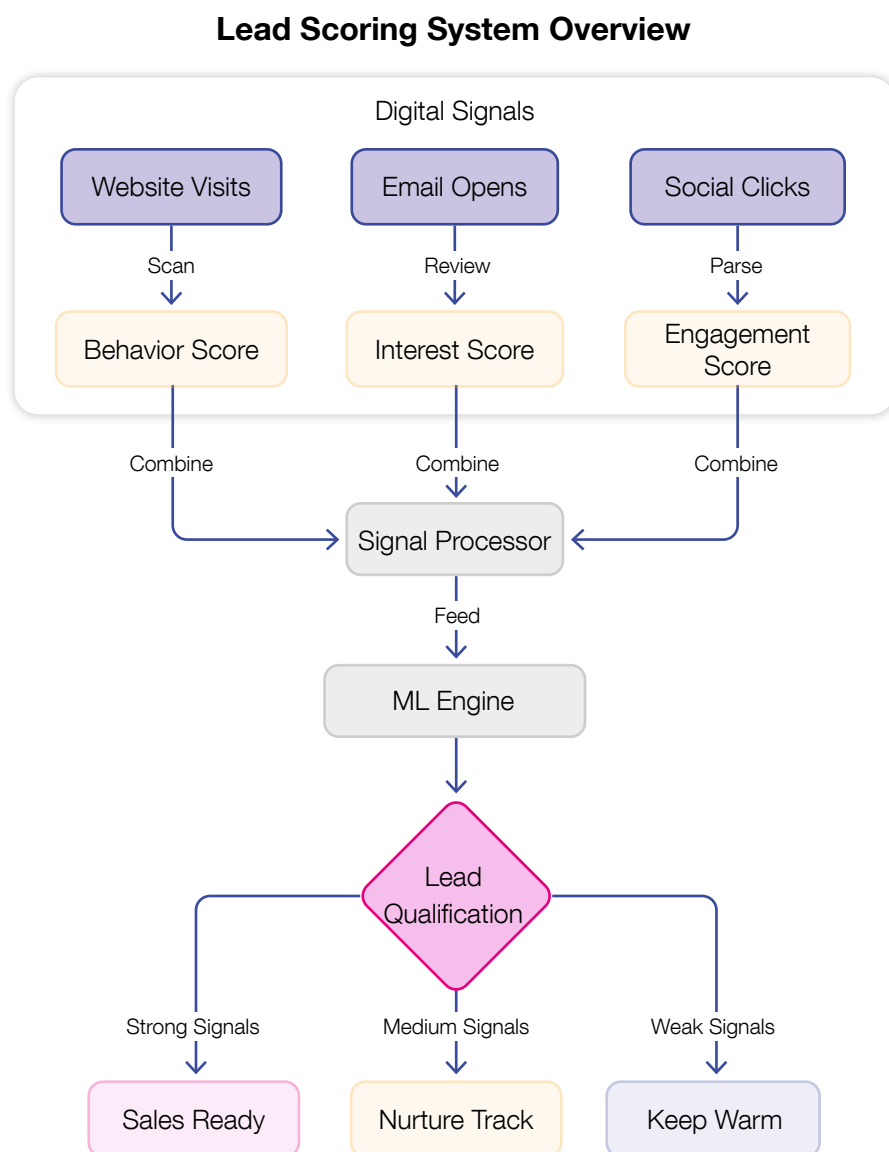 Lead Scoring System Overview
Digital Signals
Website Visits
Email Opens
Social Clicks
Scan
Review
Parse
Behavior Score
Interest Score
Engagement
Score
Combine
Combine
Combine
Signal Processor
Feed
ML Engine
Lead
Qualification
Strong Signals
Medium Signals
Weak Signals
Sales Ready
Nurture Track
Keep Warm